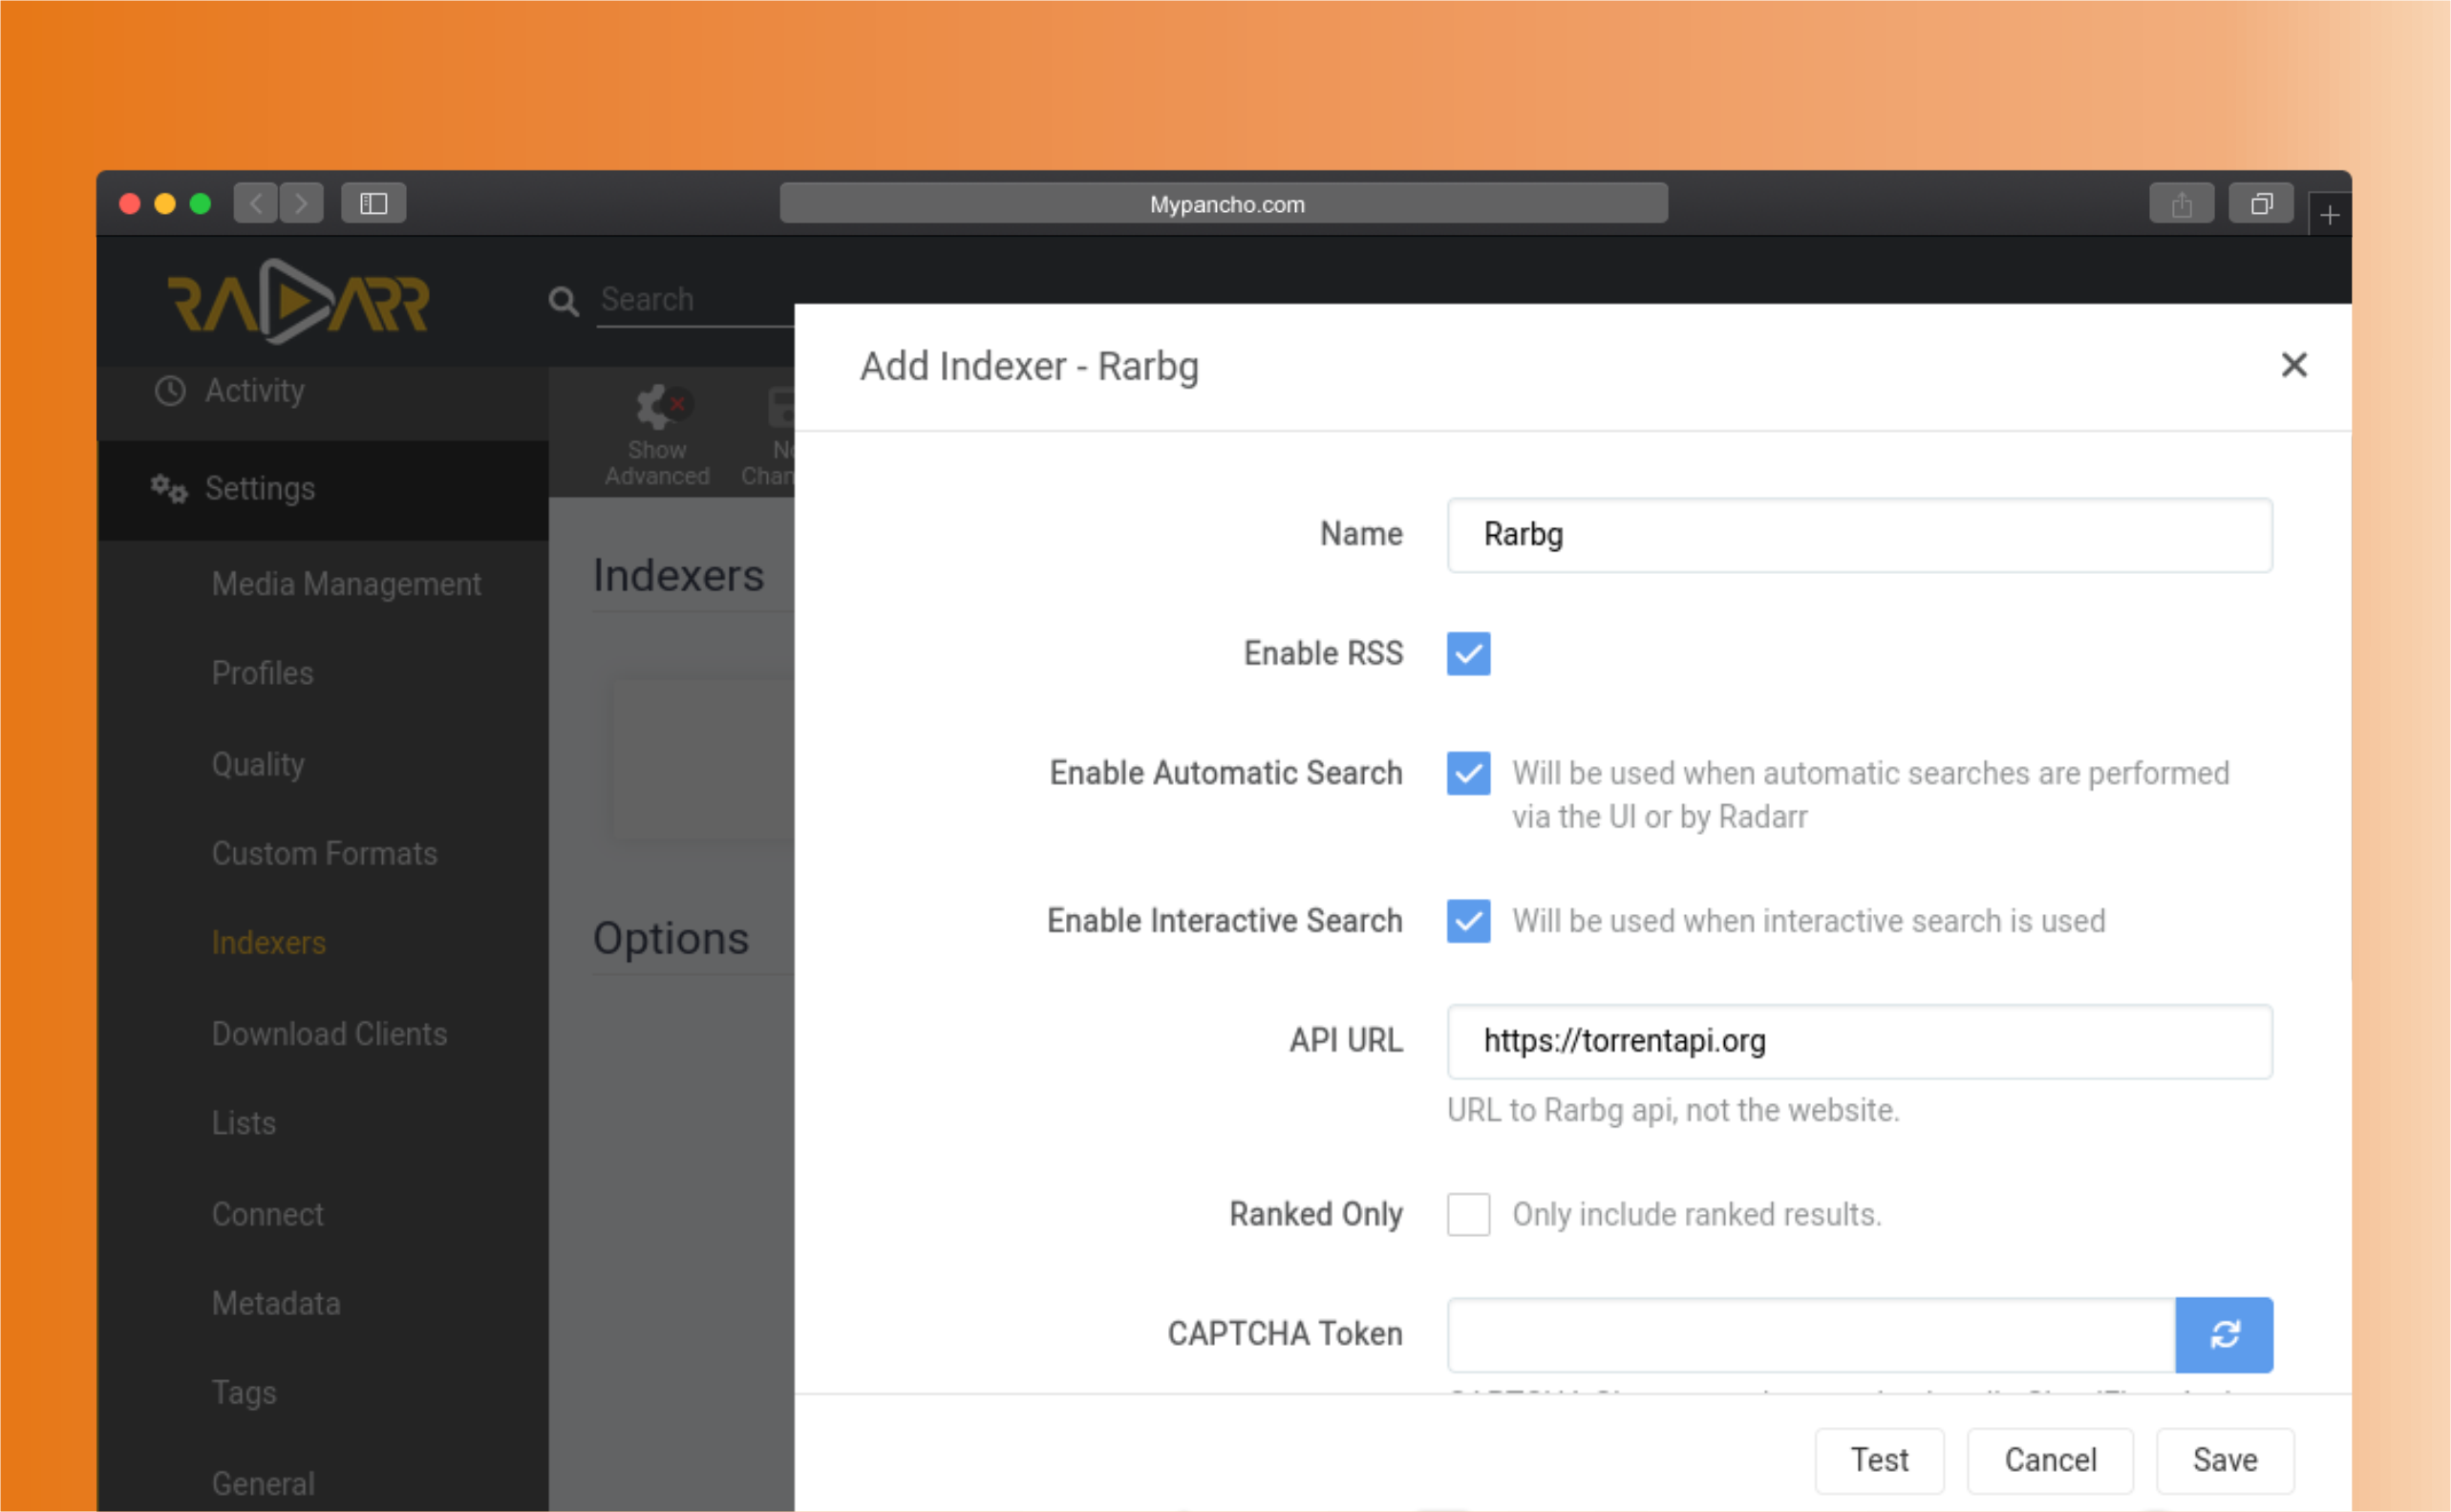 Mypancho.com
RADARR
Search
Activity
Settings
Media Management
Profiles
Quality
Custom Formats
Indexers
Download Clients
Lists
Connect
Metadata
Tags
General
Show
Advanced
Indexers
Options
Add Indexer - Rarbg
Name
Rarbg
Enable RSS
Enable Automatic Search
Will be used when automatic searches are performed
via the UI or by Radarr
Enable Interactive Search
Will be used when interactive search is used
API URL
https://torrentapi.org
URL to Rarbg api, not the website.
Ranked Only
Only include ranked results.
CAPTCHA Token
Test
Cancel
Save